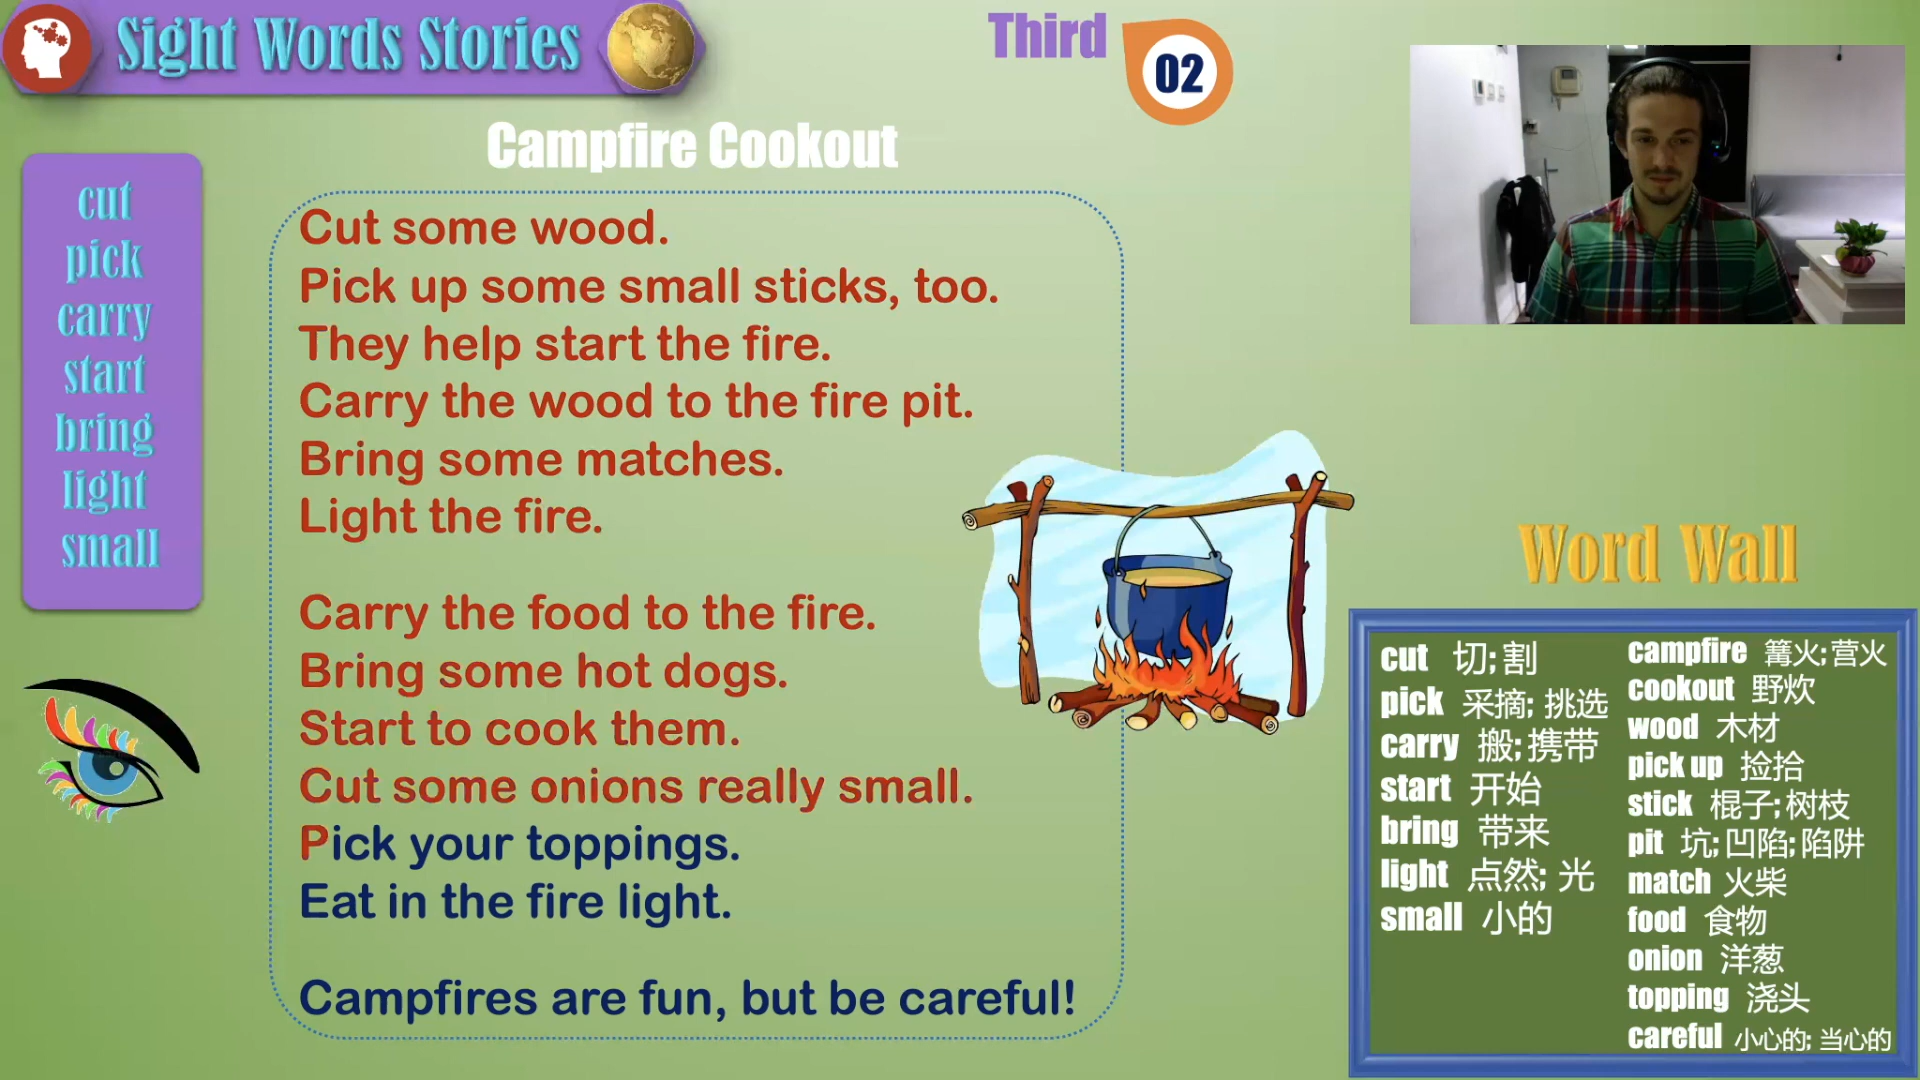 Sight Words Stories
Third
02
Campfire Cookout
cut
pick
carry
start
bring
light
small
Cut some wood.
Pick up some small sticks, too.
They help start the fire.
Carry the wood to the fire pit.
Bring some matches.
Light the fire.
Carry the food to the fire.
Bring some hot dogs.
Start to cook them.
Cut some onions really small.
Pick your toppings.
Eat in the fire light.
Campfires are fun, but be careful!
Word Wall
cut 切; 割
pick 采摘; 挑选
carry 搬; 携带
start 开始
bring 带来
light 点然; 光
small 小的
campfire 篝火; 营火
cookout 野炊
wood 木材
pick up 捡拾
stick 棍子; 树枝
pit 坑; 凹陷; 陷阱
match 火柴
food 食物
onion 洋葱
topping 浇头
careful 小心的; 当心的